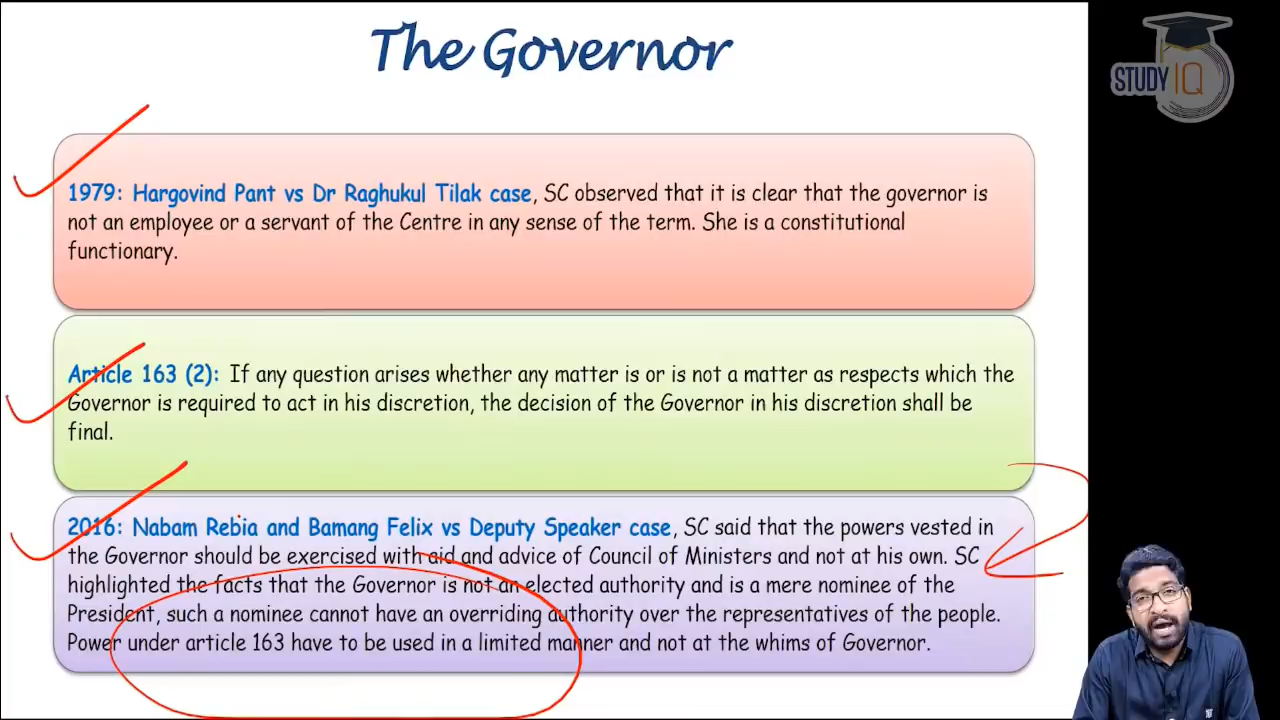 The Governor
STUDY IQ
1979: Hargovind Pant vs Dr Raghukul Tilak case, SC observed that it is clear that the governor is
not an employee or a servant of the Centre in any sense of the term. She is a constitutional
functionary.
Article 163 (2): If any question arises whether any matter is or is not a matter as respects which the
Governor is required to act in his discretion, the decision of the Governor in his discretion shall be
final.
2016: Nabam Rebia and Bamang Felix vs Deputy Speaker case, SC said that the powers vested in
the Governor should be exercised with aid and advice of Council of Ministers and not at his own. SC
highlighted the facts that the Governor is not an elected authority and is a mere nominee of the
President, such a nominee cannot have an overriding authority over the representatives of the people.
Power under article 163 have to be used in a limited manner and not at the whims of Governor.